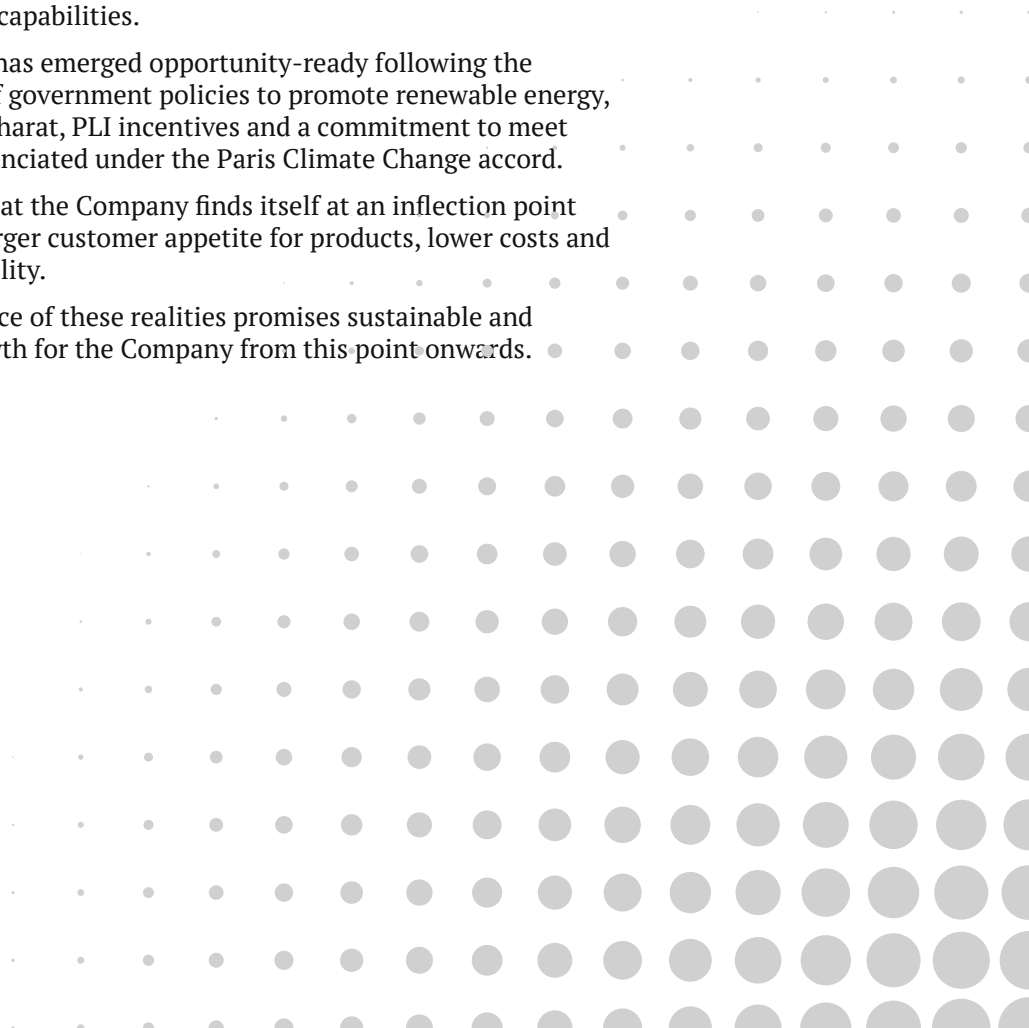 capabilities.
has emerged opportunity-ready following the
government policies to promote renewable energy,
harat, PLI incentives and a commitment to meet
nciated under the Paris Climate Change accord.
at the Company finds itself at an inflection point
rger customer appetite for products, lower costs and
lity.
ce of these realities promises sustainable and
th for the Company from this point onwards.